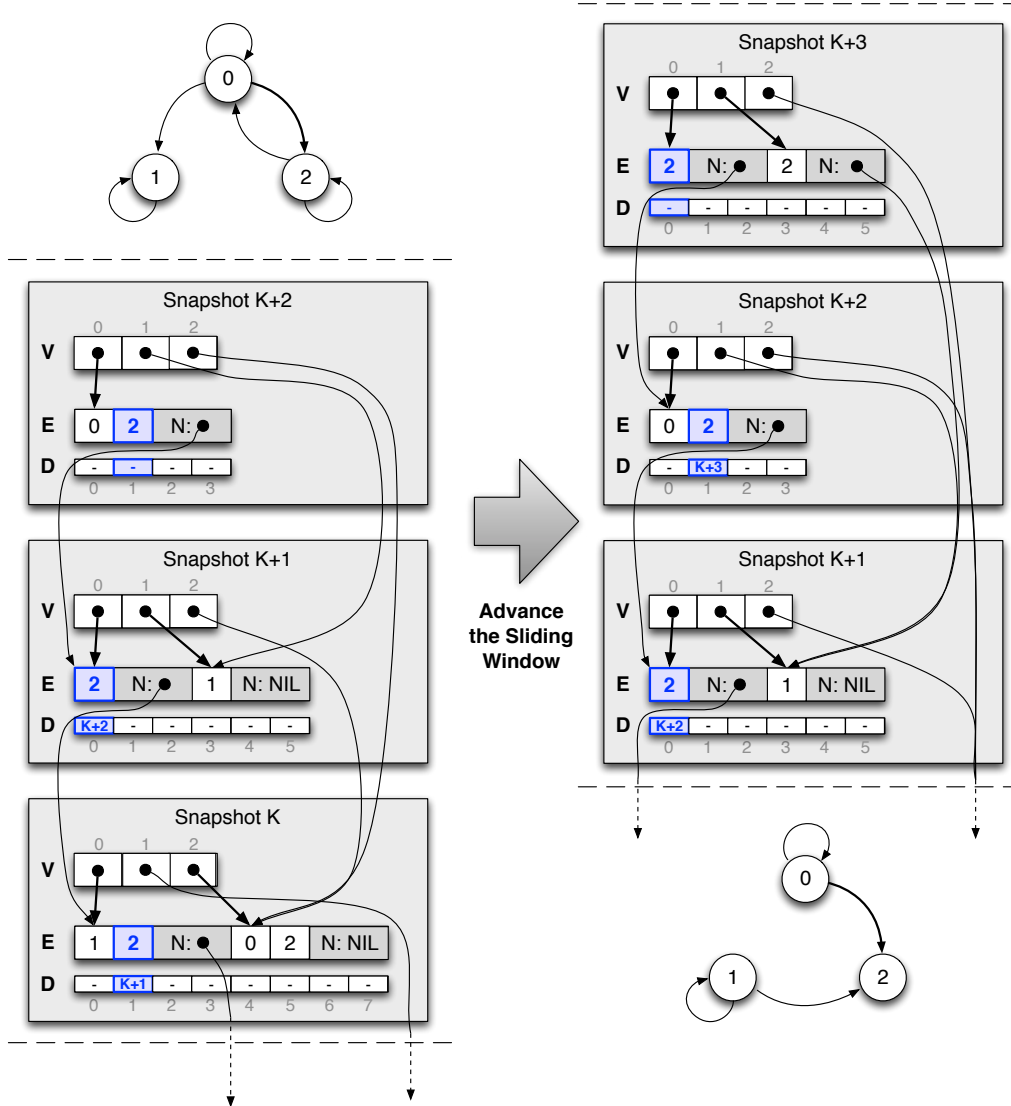 0
1 2
Snapshot K+2
0 1 2
V
E 0 2 N:
D - - - -
0 1 2 3
Snapshot K+1
0 1 2
V
E 2 N: 1 N: NIL
D K+2 - - - - -
0 1 2 3 4 5
Snapshot K
0 1 2
V
E 1 2 N: 0 2 N: NIL
D - K+1 - - - - - -
0 1 2 3 4 5 6 7
Advance
the Sliding
Window
Snapshot K+3
0 1 2
V
E 2 N: 2 N:
D - - - - - -
0 1 2 3 4 5
Snapshot K+2
0 1 2
V
E 0 2 N:
D - K+3 - -
0 1 2 3
Snapshot K+1
0 1 2
V
E 2 N: 1 N: NIL
D K+2 - - - - -
0 1 2 3 4 5
0
1 2